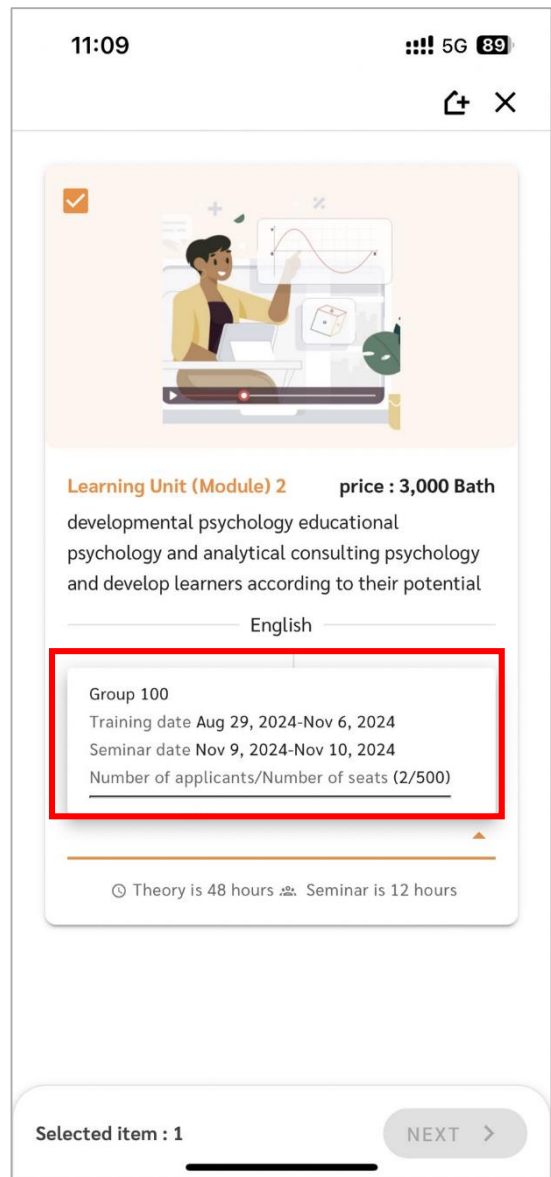 11:09
5G 89
Learning Unit (Module) 2 price : 3,000 Bath
developmental psychology educational
psychology and analytical consulting psychology
and develop learners according to their potential
English
Group 100
Training date Aug 29, 2024-Nov 6, 2024
Seminar date Nov 9, 2024-Nov 10, 2024
Number of applicants/Number of seats (2/500)
Theory is 48 hours Seminar is 12 hours
Selected item : 1
NEXT